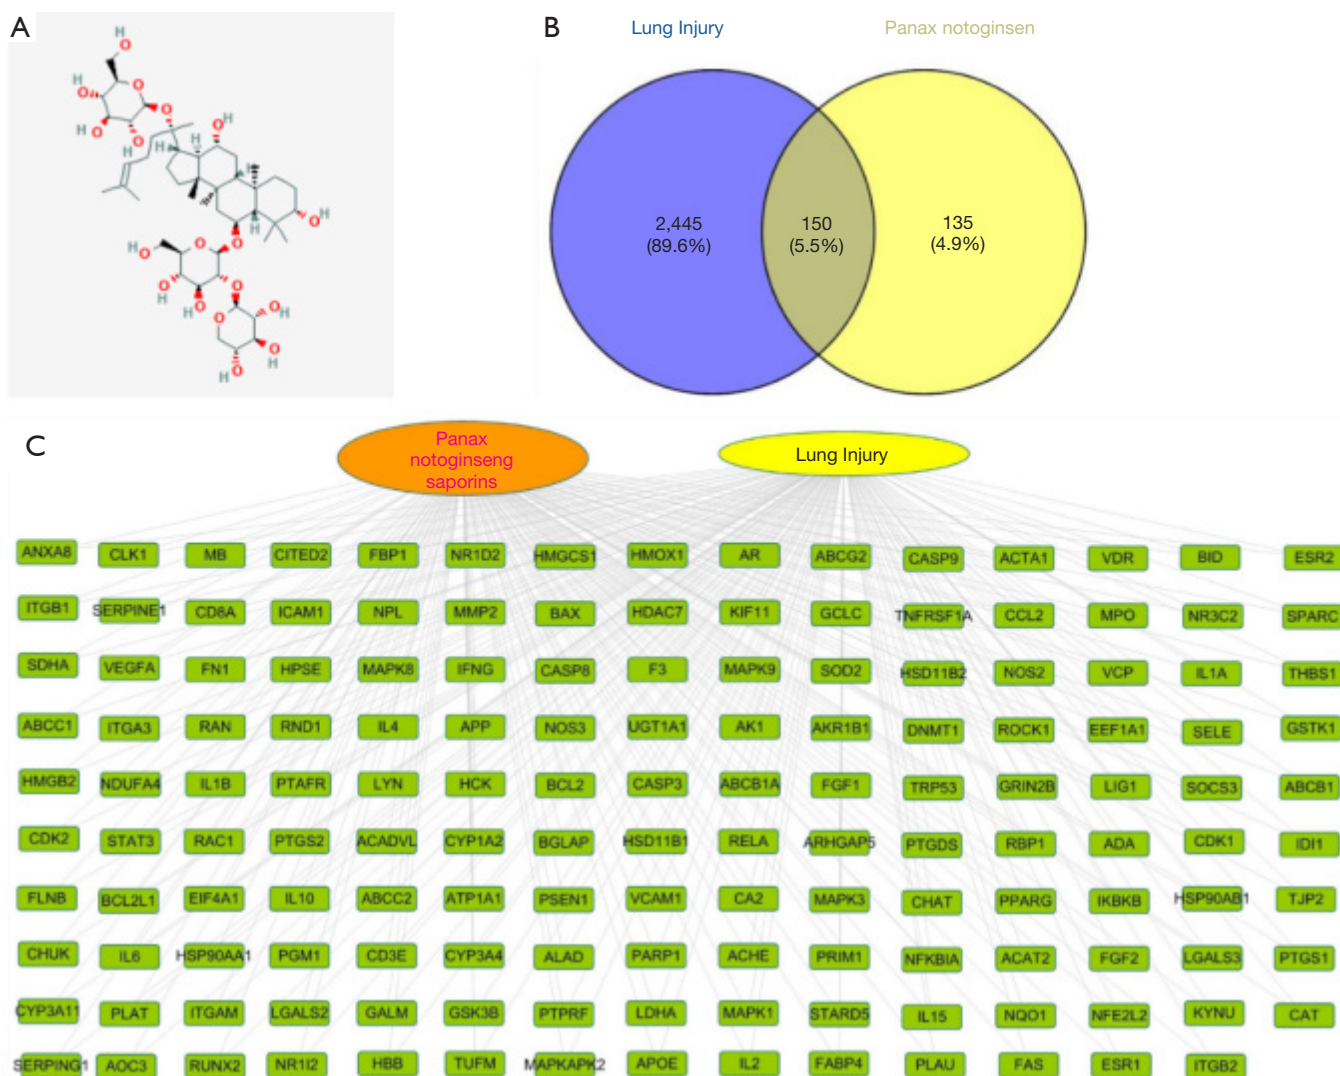 A
B
Lung Injury
Panax notoginsen
H
O
H
O
O
H
O
O
H
O
H
O
H
H
O
H
H
H
O
H
H
O
H
O
O
O
H
O
O
H
O
H
O
O
H
O
H
O
H
2,445
(89.6%)
150
(5.5%)
135
(4.9%)
C
Panax
notoginseng
saporins
Lung Injury
ANXA8 CLK1 MB CITED2 FBP1 NR1D2 HMGCS1 HMOX1 AR ABCG2 CASP9 ACTA1 VDR BID ESR2
ITGB1 SERPINE1 CD8A ICAM1 NPL MMP2 BAX HDAC7 KIF11 GCLC TNFRSF1A CCL2 MPO NR3C2 SPARC
SDHA VEGFA FN1 HPSE MAPK8 IFNG CASP8 F3 MAPK9 SOD2 HSD11B2 NOS2 VCP IL1A THBS1
ABCC1 ITGA3 RAN RND1 IL4 APP NOS3 UGT1A1 AK1 AKR1B1 DNMT1 ROCK1 EEF1A1 SELE GSTK1
HMGB2 NDUFA4 IL1B PTAFR LYN HCK BCL2 CASP3 ABCB1A FGF1 TRP53 GRIN2B LIG1 SOCS3 ABCB1
CDK2 STAT3 RAC1 PTGS2 ACADVL CYP1A2 BGLAP HSD11B1 RELA ARHGAP5 PTGDS RBP1 ADA CDK1 IDI1
FLNB BCL2L1 EIF4A1 IL10 ABCC2 ATP1A1 PSEN1 VCAM1 CA2 MAPK3 CHAT PPARG IKBKB HSP90AB1 TJP2
CHUK IL6 HSP90AA1 PGM1 CD3E CYP3A4 ALAD PARP1 ACHE PRIM1 NFKBIA ACAT2 FGF2 LGALS3 PTGS1
CYP3A11 PLAT ITGAM LGALS2 GALM GSK3B PTPRF LDHA MAPK1 STARD5 IL15 NQO1 NFE2L2 KYNU CAT
SERPING1 AOC3 RUNX2 NR1I2 HBB TUFM MAPKAPK2 APOE IL2 FABP4 PLAU FAS ESR1 ITGB2